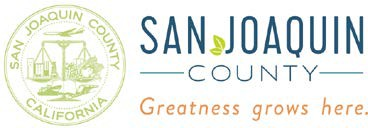 SAN JOAQUIN COUNTY
CALIFORNIA
SAN JOAQUIN
COUNTY
Greatness grows here.